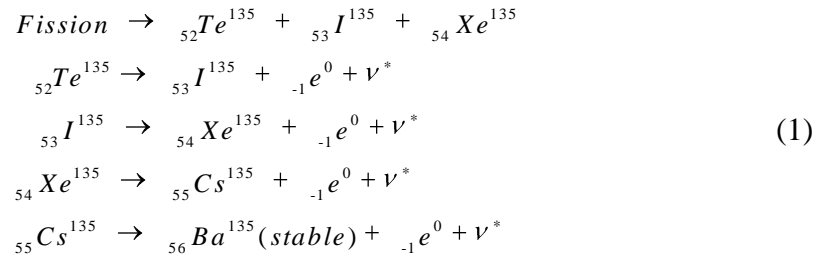 Fission → ₅₂Te¹³⁵ + ₅₃I¹³⁵ + ₅₄Xe¹³⁵
₅₂Te¹³⁵ → ₅₃I¹³⁵ + ₋₁e⁰ + ν*
₅₃I¹³⁵ → ₅₄Xe¹³⁵ + ₋₁e⁰ + ν* (1)
₅₄Xe¹³⁵ → ₅₅Cs¹³⁵ + ₋₁e⁰ + ν*
₅₅Cs¹³⁵ → ₅₆Ba¹³⁵(stable) + ₋₁e⁰ + ν*